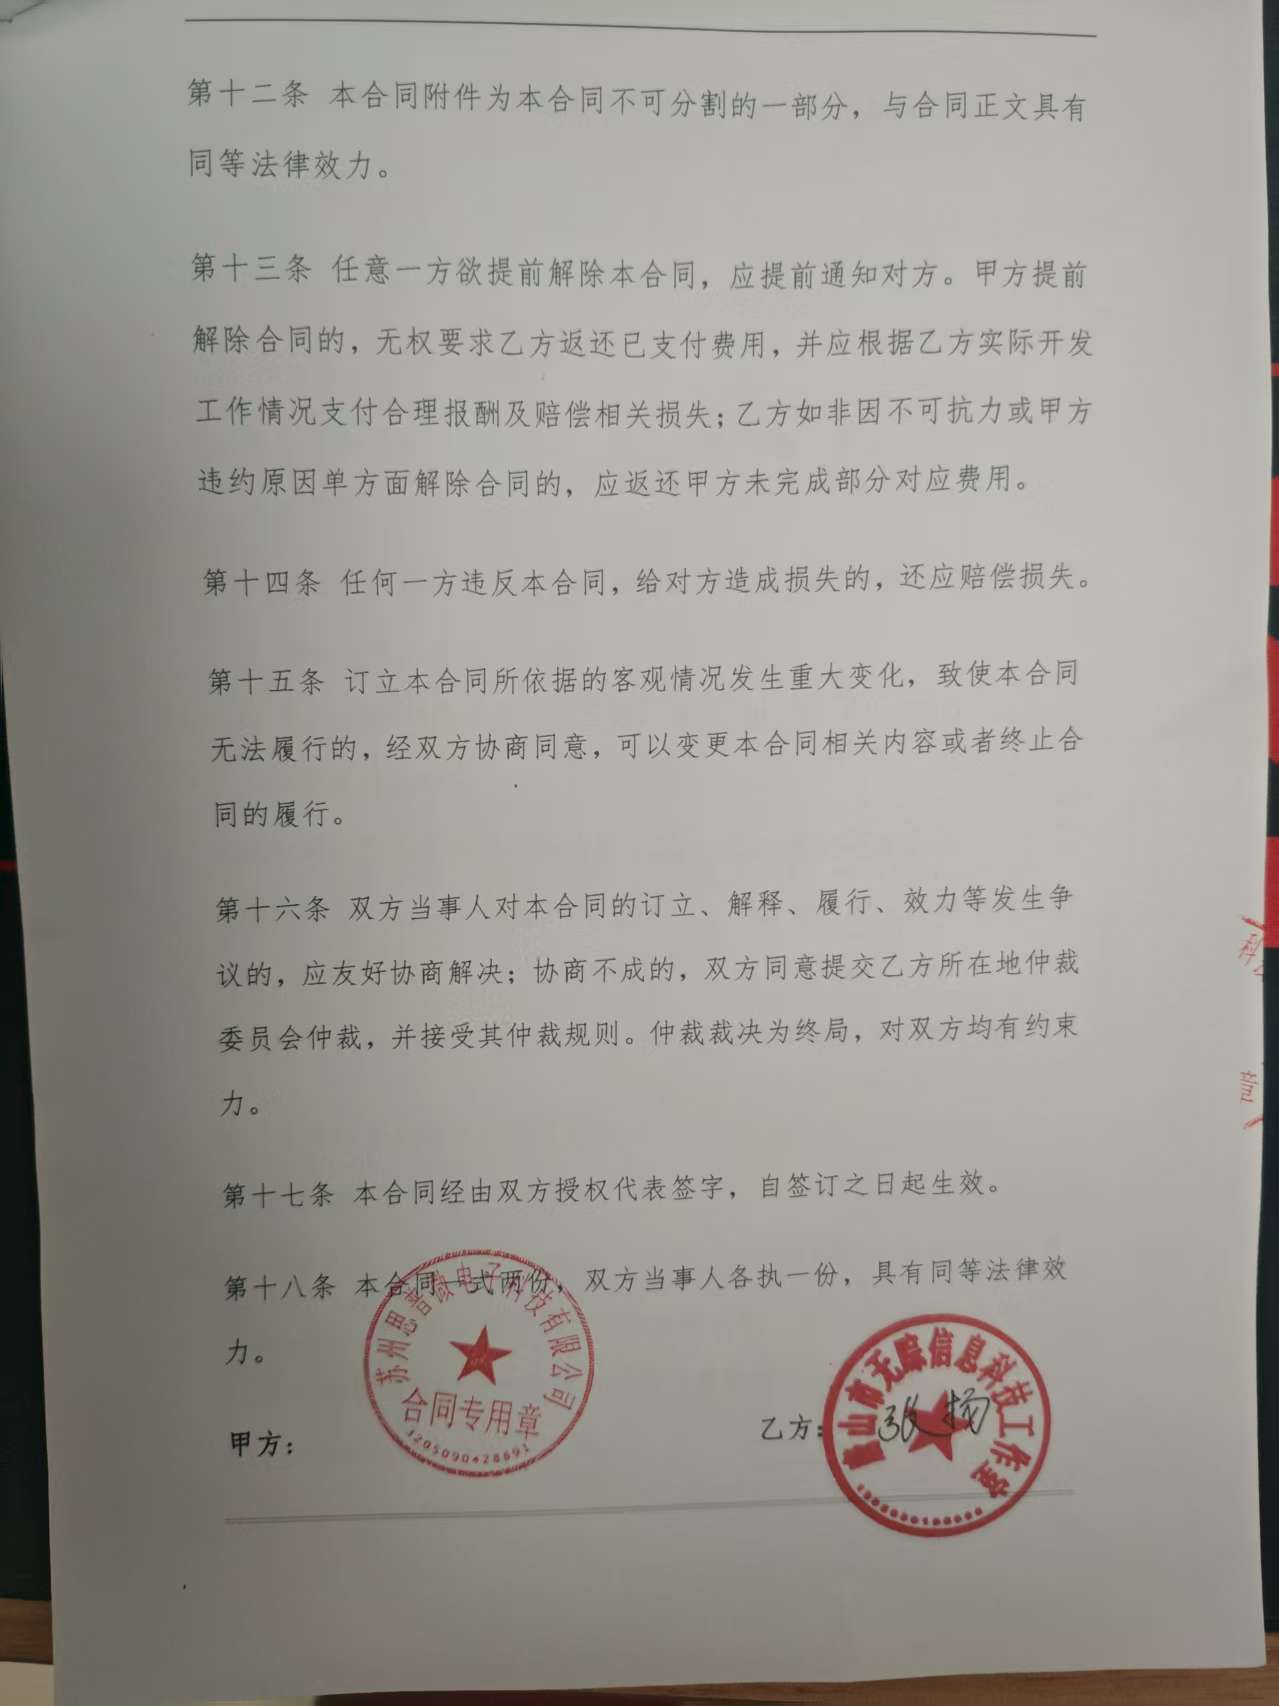 第十二条 本合同附件为本合同不可分割的一部分，与合同正文具有
同等法律效力。
第十三条 任意一方欲提前解除本合同，应提前通知对方。甲方提前
解除合同的，无权要求乙方返还已支付费用，并应根据乙方实际开发
工作情况支付合理报酬及赔偿相关损失；乙方如非因不可抗力或甲方
违约原因单方面解除合同的，应返还甲方未完成部分对应费用。
第十四条 任何一方违反本合同，给对方造成损失的，还应赔偿损失。
第十五条 订立本合同所依据的客观情况发生重大变化，致使本合同
无法履行的，经双方协商同意，可以变更本合同相关内容或者终止合
同的履行。
第十六条 双方当事人对本合同的订立、解释、履行、效力等发生争
议的，应友好协商解决；协商不成的，双方同意提交乙方所在地仲裁
委员会仲裁，并接受其仲裁规则。仲裁裁决为终局，对双方均有约束
力。
第十七条 本合同经由双方授权代表签字，自签订之日起生效。
第十八条 本合同一式两份，双方当事人各执一份，具有同等法律效
力。
苏州思普微电子科技有限公司
合同专用章
3205090428691
甲方：
乙方：张扬
山市无赊信息科技工作室
科
章